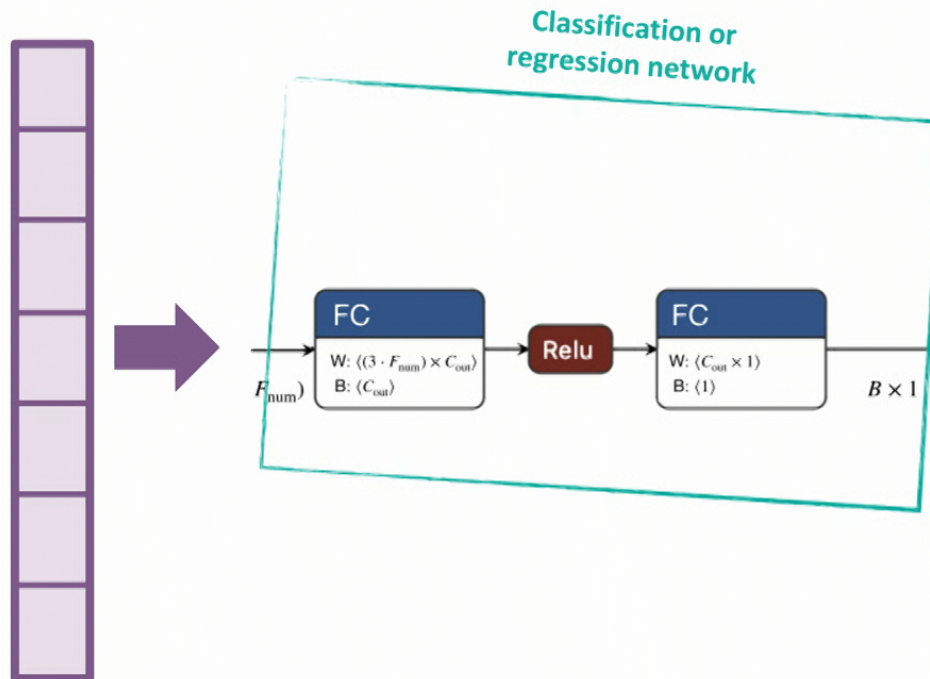 Classification or
regression network
FC
W: ⟨(3 · F_num) × C_out⟩
B: ⟨C_out⟩
Relu
FC
W: ⟨C_out × 1⟩
B: ⟨1⟩
F_num)
B × 1